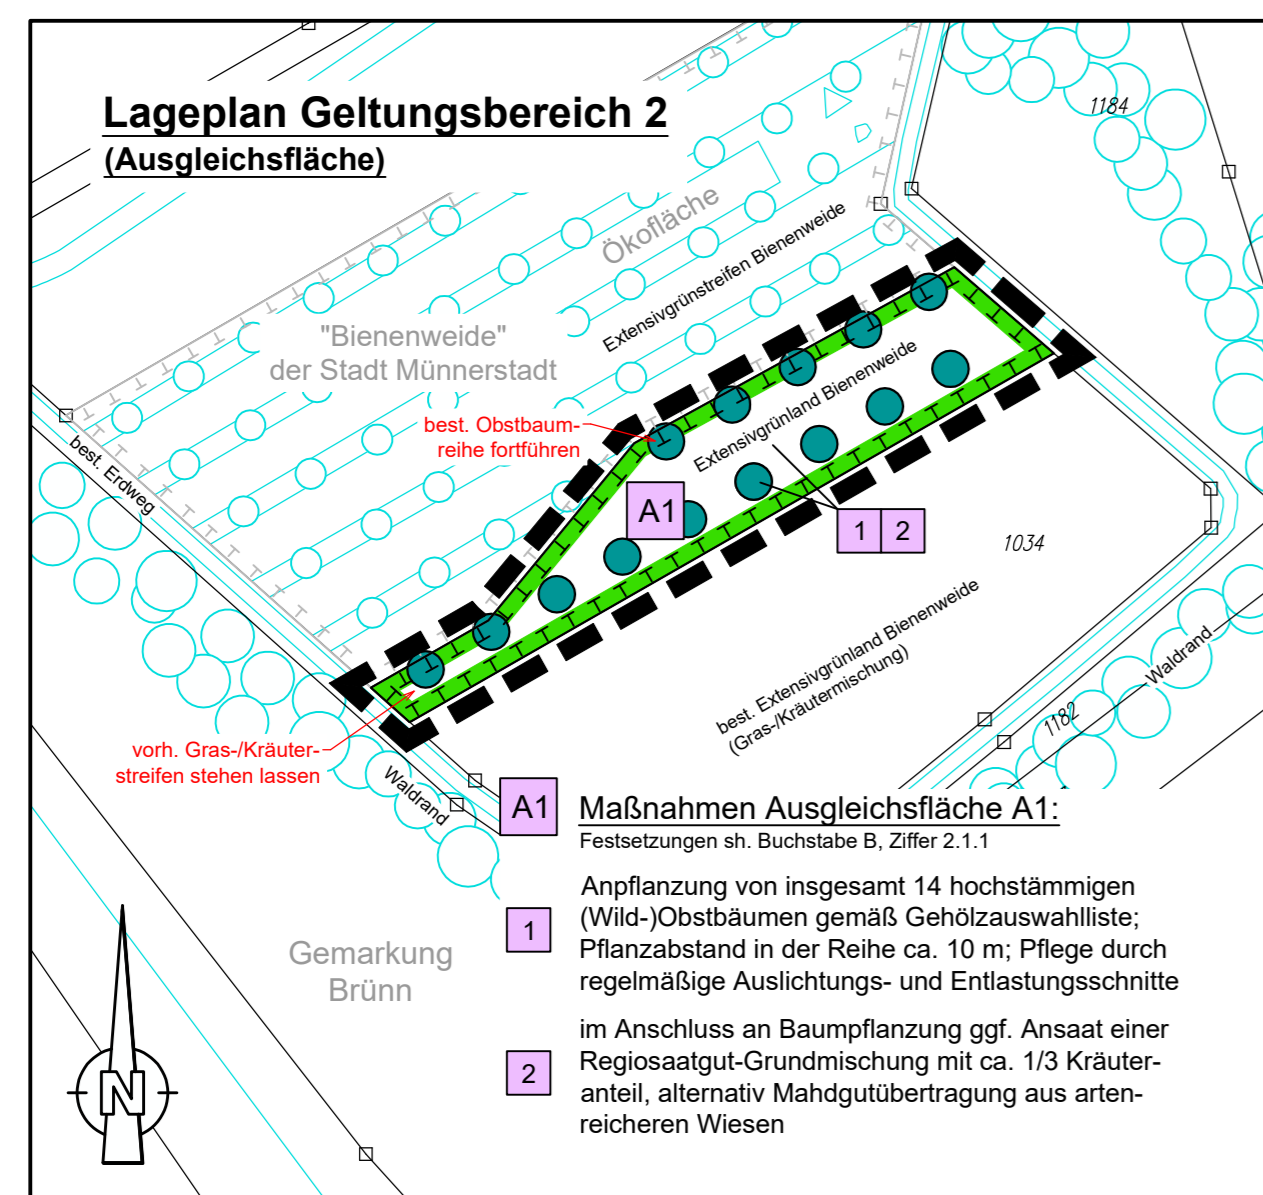 Lageplan Geltungsbereich 2
(Ausgleichsfläche)
1184
Ökofläche
Extensivgrünstreifen Bienenweide
"Bienenweide"
der Stadt Münnerstadt
best. Obstbaum-
reihe fortführen
Extensivgrünland Bienenweide
best. Erdweg
A1
1 2
1034
best. Extensivgrünland Bienenweide
(Gras-/Kräutermischung)
Waldrand
1182
vorh. Gras-/Kräuter-
streifen stehen lassen
Waldrand
A1 Maßnahmen Ausgleichsfläche A1:
Festsetzungen sh. Buchstabe B, Ziffer 2.1.1
Anpflanzung von insgesamt 14 hochstämmigen
1 (Wild-)Obstbäumen gemäß Gehölzauswahlliste;
Pflanzabstand in der Reihe ca. 10 m; Pflege durch
regelmäßige Auslichtungs- und Entlastungsschnitte
im Anschluss an Baumpflanzung ggf. Ansaat einer
2 Regiosaatgut-Grundmischung mit ca. 1/3 Kräuter-
anteil, alternativ Mahdgutübertragung aus arten-
reicheren Wiesen
Gemarkung
Brünn
N